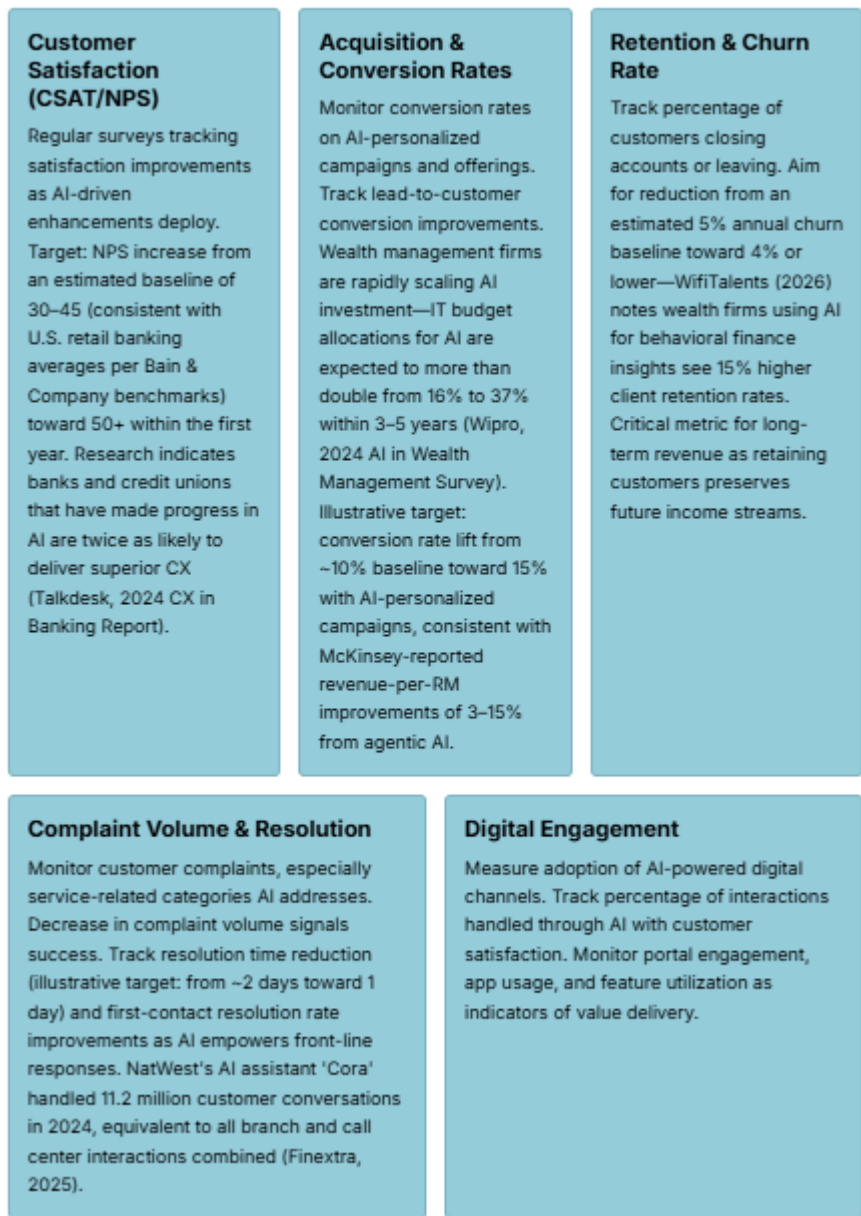 Customer
Satisfaction
(CSAT/NPS)
Regular surveys tracking
satisfaction improvements
as AI-driven
enhancements deploy.
Target: NPS increase from
an estimated baseline of
30–45 (consistent with
U.S. retail banking
averages per Bain &
Company benchmarks)
toward 50+ within the first
year. Research indicates
banks and credit unions
that have made progress in
AI are twice as likely to
deliver superior CX
(Talkdesk, 2024 CX in
Banking Report).
Acquisition &
Conversion Rates
Monitor conversion rates
on AI-personalized
campaigns and offerings.
Track lead-to-customer
conversion improvements.
Wealth management firms
are rapidly scaling AI
investment—IT budget
allocations for AI are
expected to more than
double from 16% to 37%
within 3–5 years (Wipro,
2024 AI in Wealth
Management Survey).
Illustrative target:
conversion rate lift from
~10% baseline toward 15%
with AI-personalized
campaigns, consistent with
McKinsey-reported
revenue-per-RM
improvements of 3–15%
from agentic AI.
Retention & Churn
Rate
Track percentage of
customers closing
accounts or leaving. Aim
for reduction from an
estimated 5% annual churn
baseline toward 4% or
lower—WifiTalents (2026)
notes wealth firms using AI
for behavioral finance
insights see 15% higher
client retention rates.
Critical metric for long-
term revenue as retaining
customers preserves
future income streams.
Complaint Volume & Resolution
Monitor customer complaints, especially
service-related categories AI addresses.
Decrease in complaint volume signals
success. Track resolution time reduction
(illustrative target: from ~2 days toward 1
day) and first-contact resolution rate
improvements as AI empowers front-line
responses. NatWest's AI assistant 'Cora'
handled 11.2 million customer conversations
in 2024, equivalent to all branch and call
center interactions combined (Finextra,
2025).
Digital Engagement
Measure adoption of AI-powered digital
channels. Track percentage of interactions
handled through AI with customer
satisfaction. Monitor portal engagement,
app usage, and feature utilization as
indicators of value delivery.